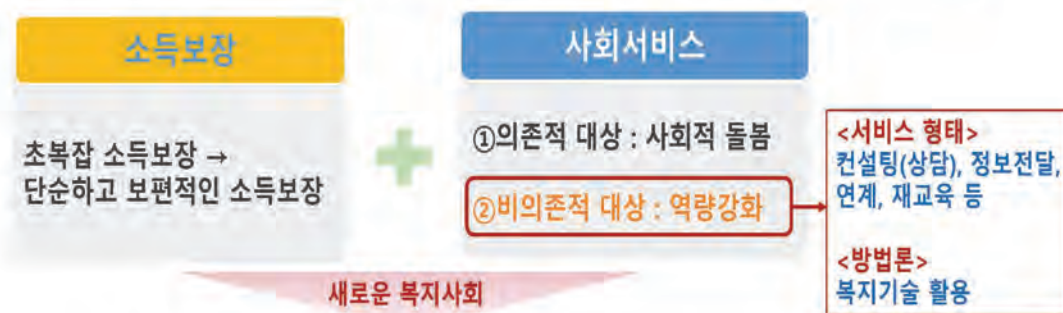 소득보장
초복잡 소득보장 →
단순하고 보편적인 소득보장
사회서비스
①의존적 대상 : 사회적 돌봄
②비의존적 대상 : 역량강화
<서비스 형태>
컨설팅(상담), 정보전달,
연계, 재교육 등
<방법론>
복지기술 활용
새로운 복지사회